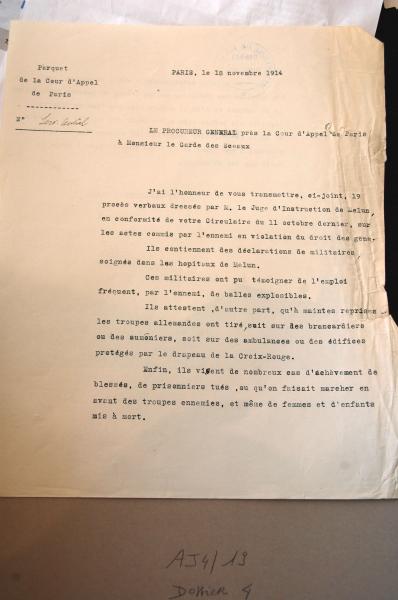 Parquet
de la Cour d'Appel
de Paris
PARIS, le 18 novembre 1914
N°
LE PROCUREUR GENERAL près la Cour d'Appel de Paris
à Monsieur le Garde des Sceaux
J'ai l'honneur de vous transmettre, ci-joint, 19
procès verbaux dressés par M. le Juge d'Instruction de Melun,
en conformité de votre Circulaire du 11 octobre dernier, sur
les actes commis par l'ennemi en violation du droit des gens.
Ils contiennent des déclarations de militaires
soignés dans les hopitaux de Melun.
Ces militaires ont pu témoigner de l'emploi
fréquent, par l'ennemi, de balles explosibles.
Ils attestent ,d'autre part, qu'à maintes reprises
les troupes allemandes ont tiré,soit sur des brancardiers
ou des aumôniers, soit sur des ambulances ou des édifices
protégés par le drapeau de la Croix-Rouge.
Enfin, ils de nombreux cas d'achèvement de
blessés, de prisonniers tués ,ou qu'on faisait marcher en
avant des troupes ennemies, et même de femmes et d'enfants
mis à mort.
AJ4/19
Dossier 4